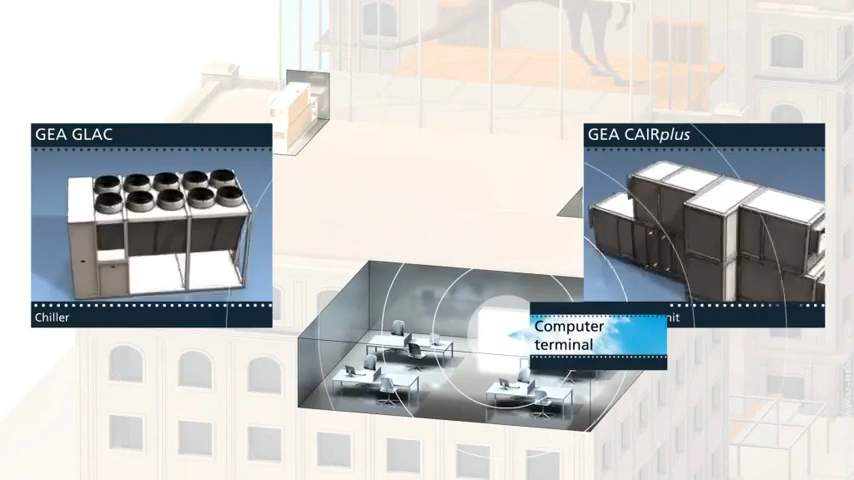 GEA GLAC
Chiller
GEA CAIRplus
Computer
terminal